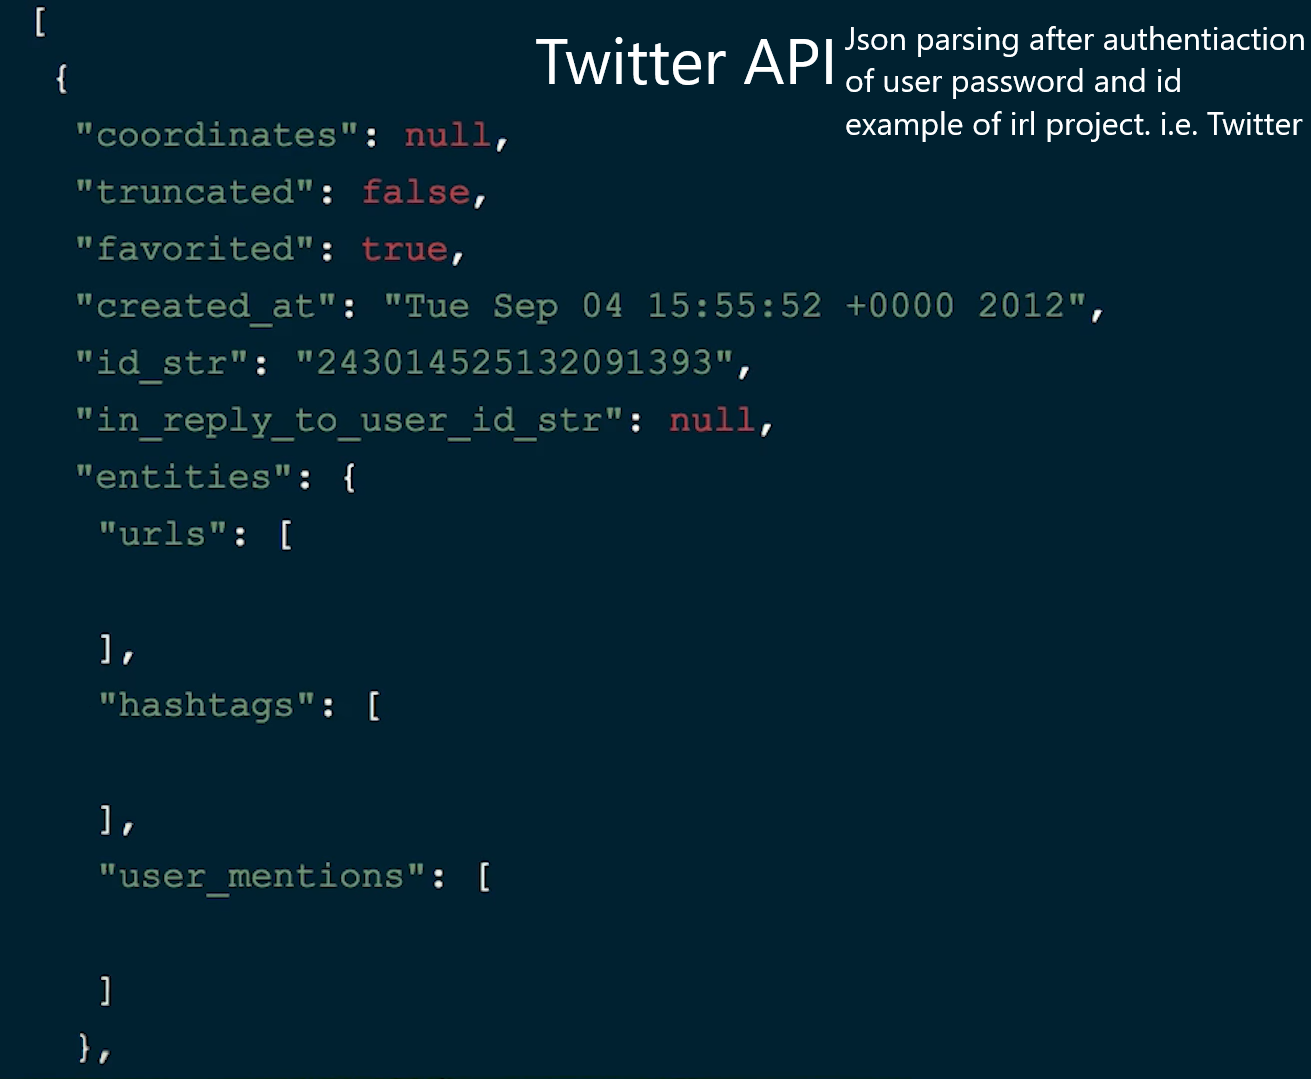 [
{
Twitter API
Json parsing after authentiaction
of user password and id
example of irl project. i.e. Twitter
"coordinates": null,
"truncated": false,
"favorited": true,
"created_at": "Tue Sep 04 15:55:52 +0000 2012",
"id_str": "243014525132091393",
"in_reply_to_user_id_str": null,
"entities": {
"urls": [
],
"hashtags": [
],
"user_mentions": [
]
},